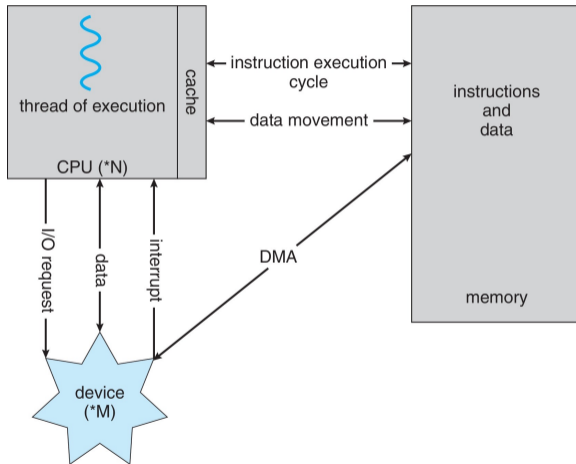 thread of execution
cache
CPU (*N)
instruction execution
cycle
data movement
instructions
and
data
memory
I/O request
data
interrupt
DMA
device
(*M)